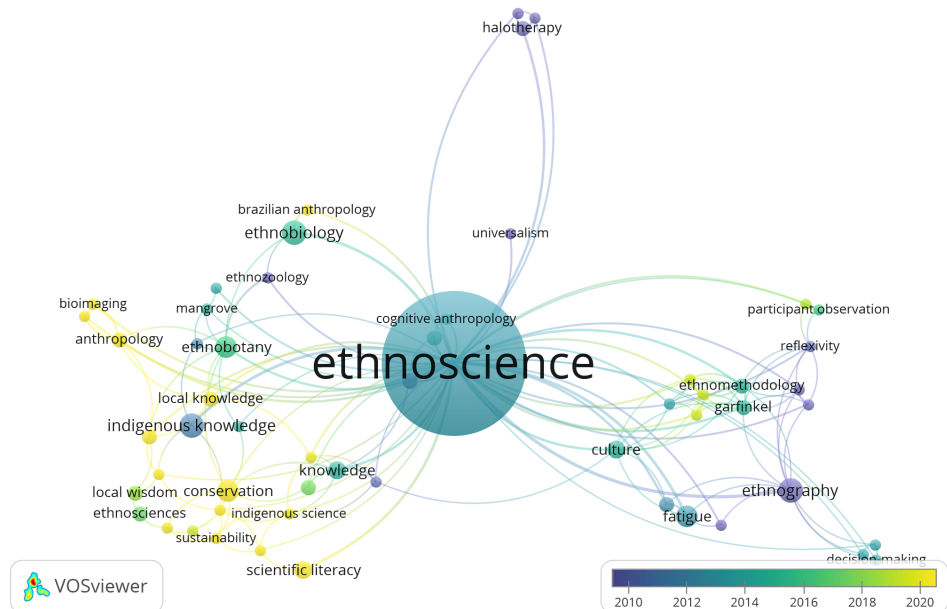 halotherapy
brazilian anthropology
ethnobiology
universalism
ethnozoology
bioimaging
mangrove
participant observation
cognitive anthropology
anthropology
ethnobotany
reflexivity
ethnoscience
ethnomethodology
local knowledge
garfinkel
indigenous knowledge
culture
knowledge
local wisdom
conservation
ethnography
ethnosciences
indigenous science
fatigue
sustainability
decision-making
scientific literacy
VOSviewer
2010 2012 2014 2016 2018 2020